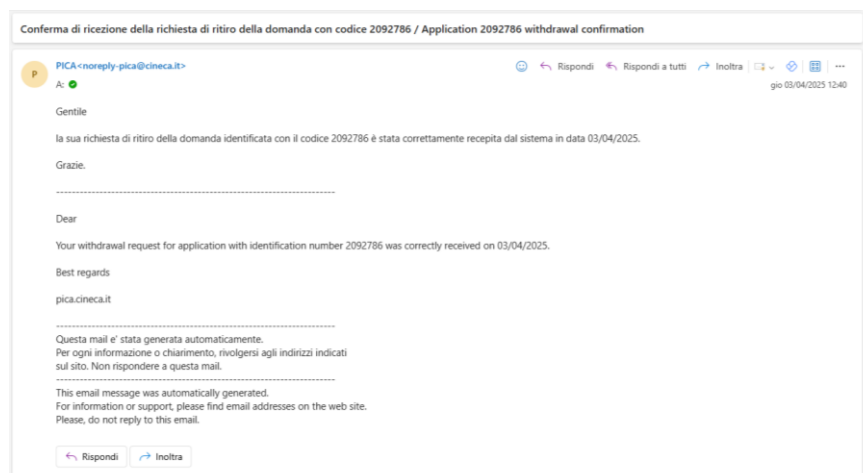 Conferma di ricezione della richiesta di ritiro della domanda con codice 2092786 / Application 2092786 withdrawal confirmation
P
PICA<noreply-pica@cineca.it>
Rispondi Rispondi a tutti Inoltra
A:
gio 03/04/2025 12:40
Gentile
la sua richiesta di ritiro della domanda identificata con il codice 2092786 è stata correttamente recepita dal sistema in data 03/04/2025.
Grazie.
----------------------------------------------------------------------
Dear
Your withdrawal request for application with identification number 2092786 was correctly received on 03/04/2025.
Best regards
pica.cineca.it
----------------------------------------------------------------------
Questa mail e' stata generata automaticamente.
Per ogni informazione o chiarimento, rivolgersi agli indirizzi indicati
sul sito. Non rispondere a questa mail.
----------------------------------------------------------------------
This email message was automatically generated.
For information or support, please find email addresses on the web site.
Please, do not reply to this email.
Rispondi Inoltra